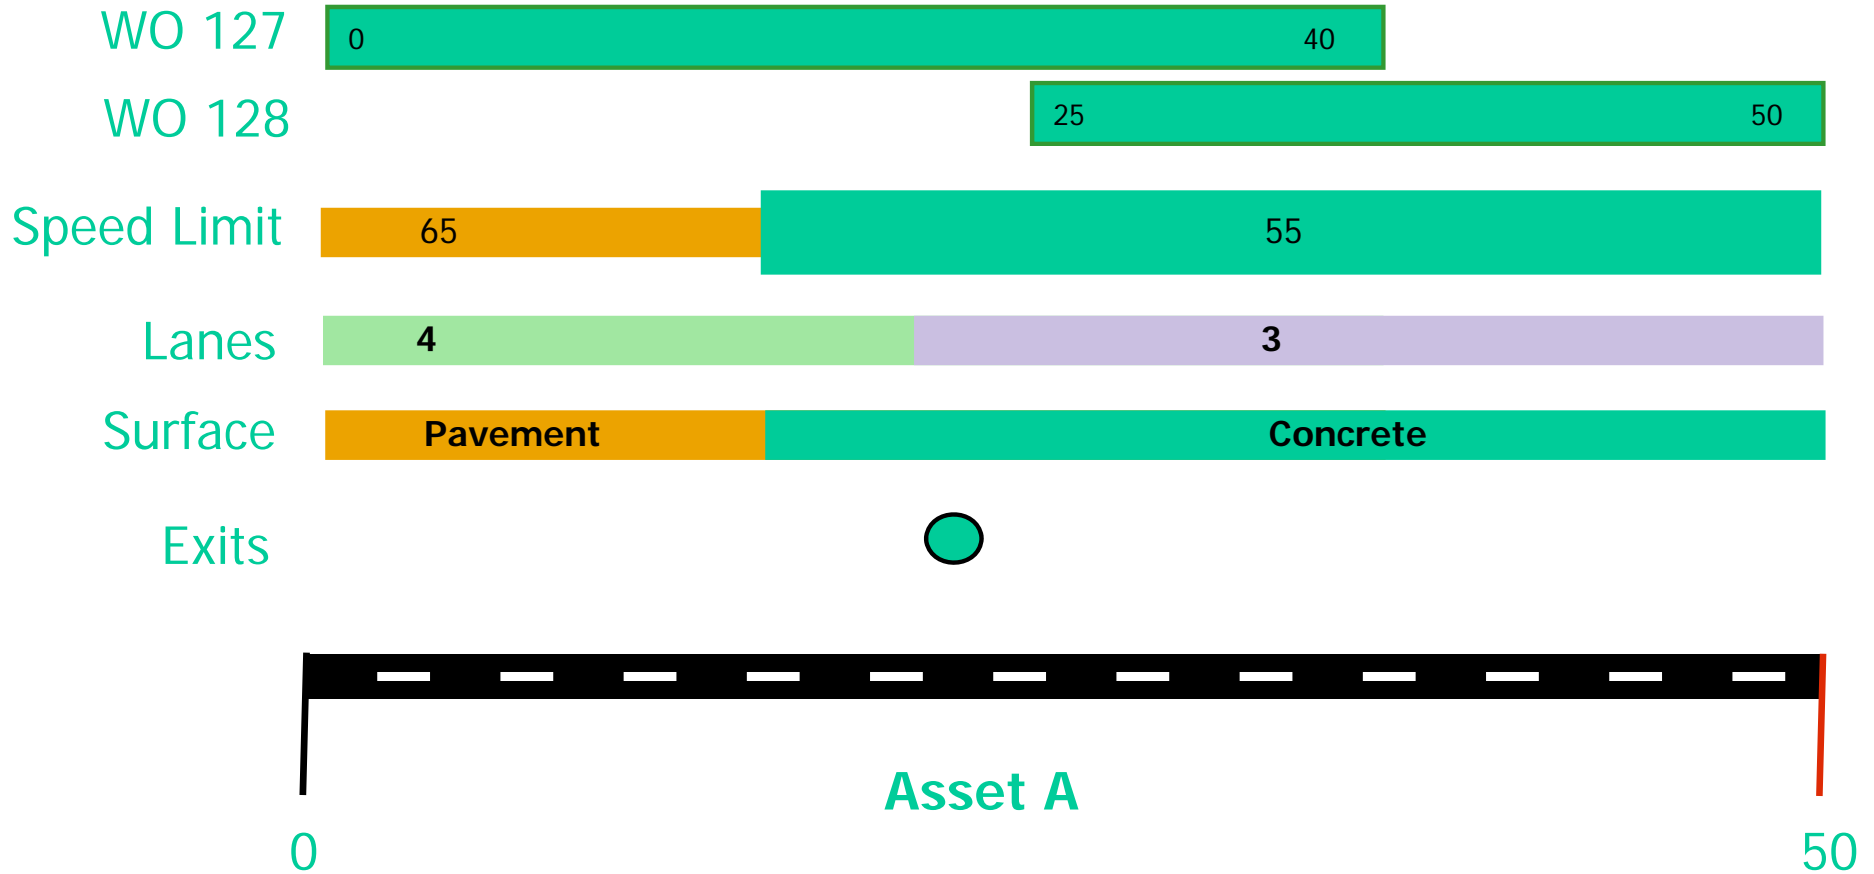 WO 127
0 40
WO 128
25 50
Speed Limit
65 55
Lanes
4 3
Surface
Pavement Concrete
Exits
Asset A
0 50